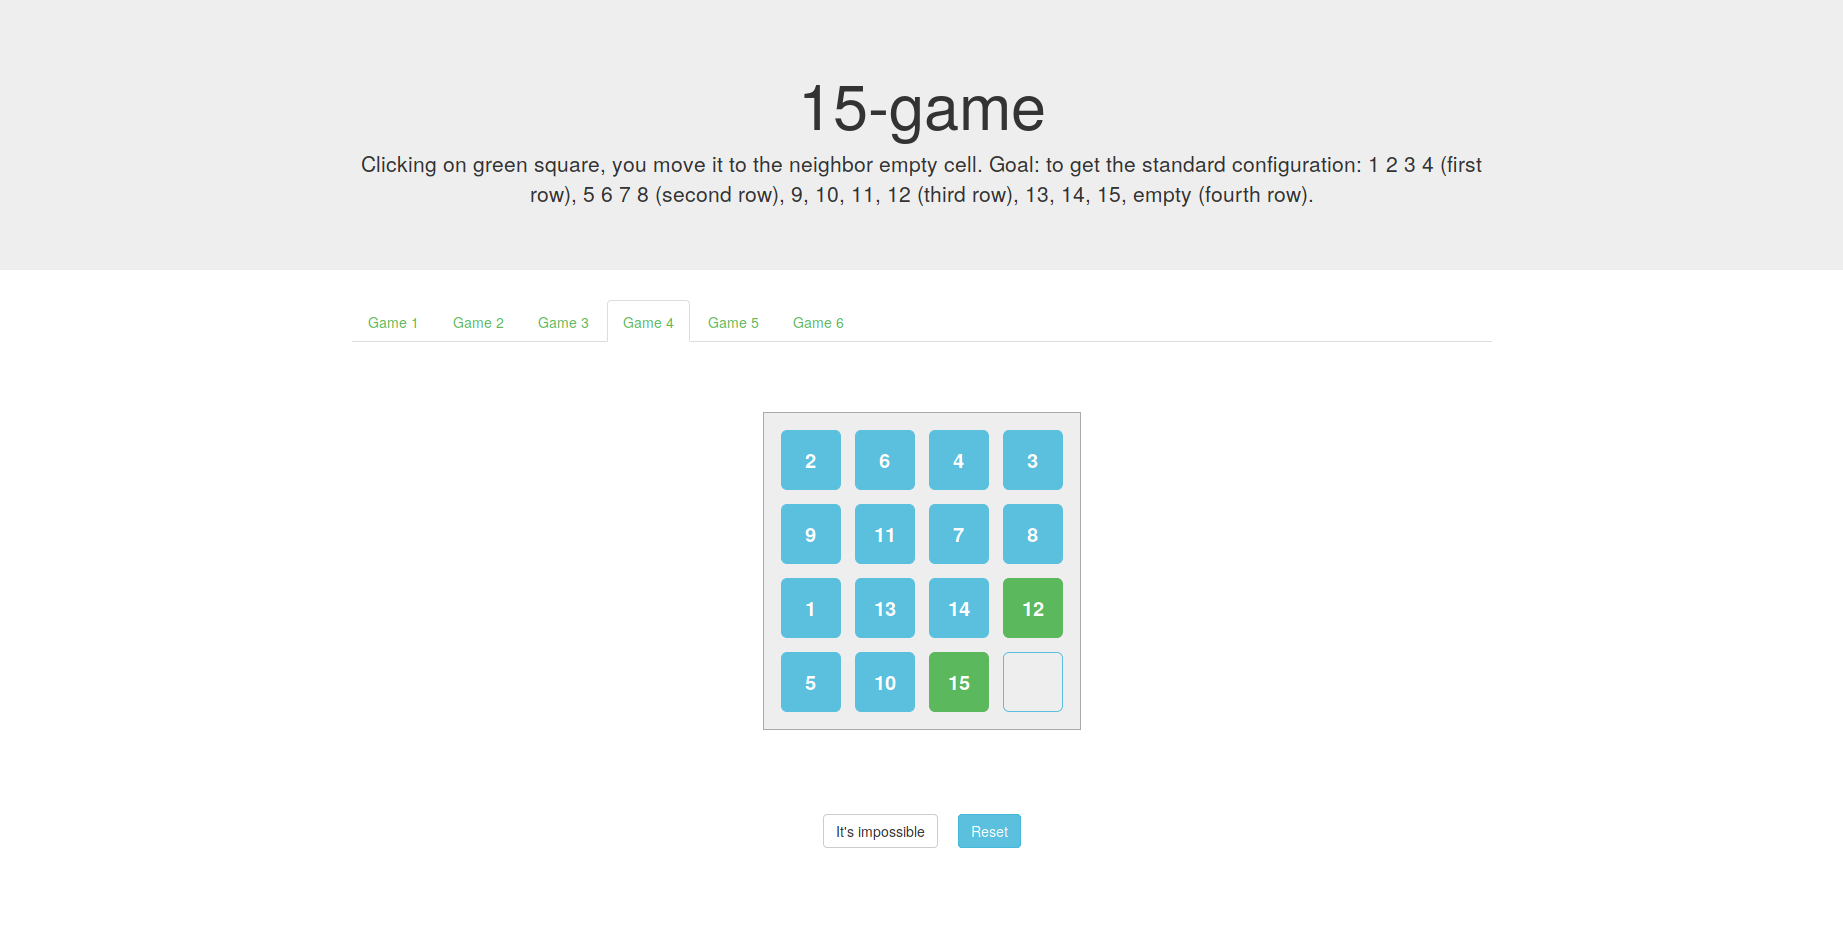 15-game
Clicking on green square, you move it to the neighbor empty cell. Goal: to get the standard configuration: 1 2 3 4 (first
row), 5 6 7 8 (second row), 9, 10, 11, 12 (third row), 13, 14, 15, empty (fourth row).
Game 1 Game 2 Game 3 Game 4 Game 5 Game 6
2 6 4 3
9 11 7 8
1 13 14 12
5 10 15
It's impossible Reset